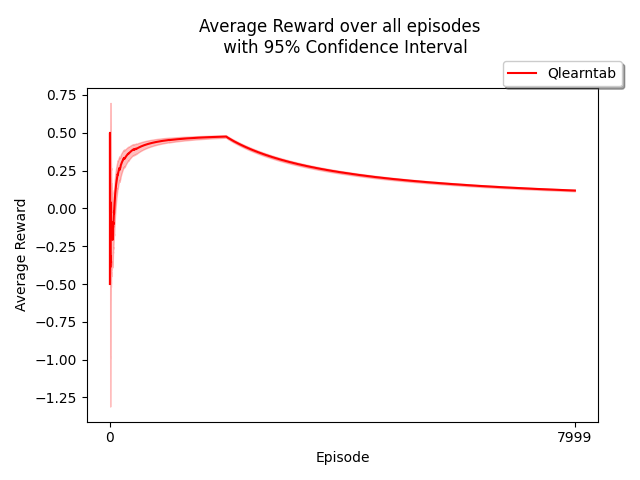 Average Reward over all episodes
with 95% Confidence Interval
Qlearntab
0.75
0.50
0.25
0.00
−0.25
−0.50
−0.75
−1.00
−1.25
Average Reward
0 7999
Episode